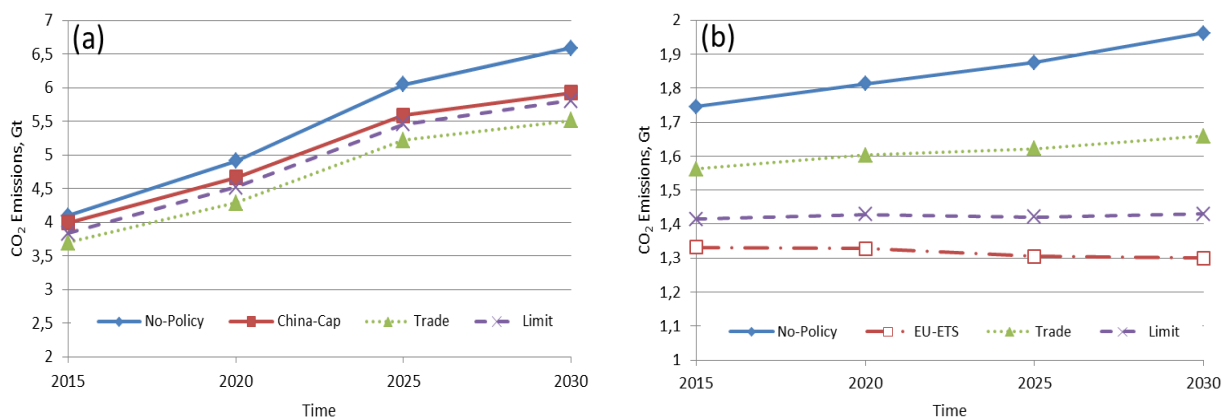 (a)
CO2 Emissions, Gt
7
6,5
6
5,5
5
4,5
4
3,5
3
2,5
2
No-Policy China-Cap Trade Limit
2015 2020 2025 2030
Time
(b)
CO2 Emissions, Gt
2
1,9
1,8
1,7
1,6
1,5
1,4
1,3
1,2
1,1
1
No-Policy EU-ETS Trade Limit
2015 2020 2025 2030
Time